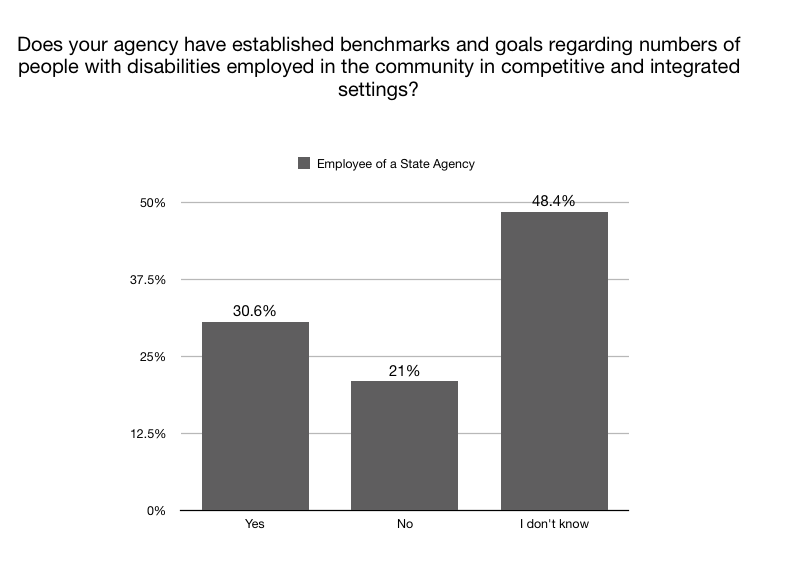 Does your agency have established benchmarks and goals regarding numbers of
people with disabilities employed in the community in competitive and integrated
settings?
Employee of a State Agency
50%
48.4%
37.5%
30.6%
25%
21%
12.5%
0%
Yes
No
I don't know